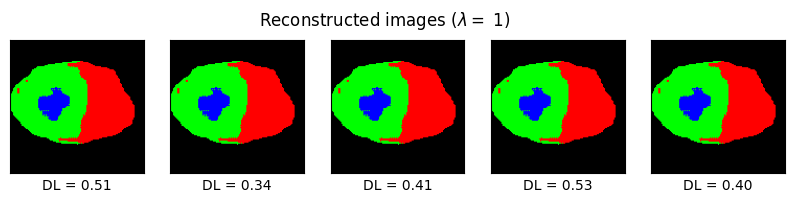 Reconstructed images (λ = 1)
DL = 0.51 DL = 0.34 DL = 0.41 DL = 0.53 DL = 0.40